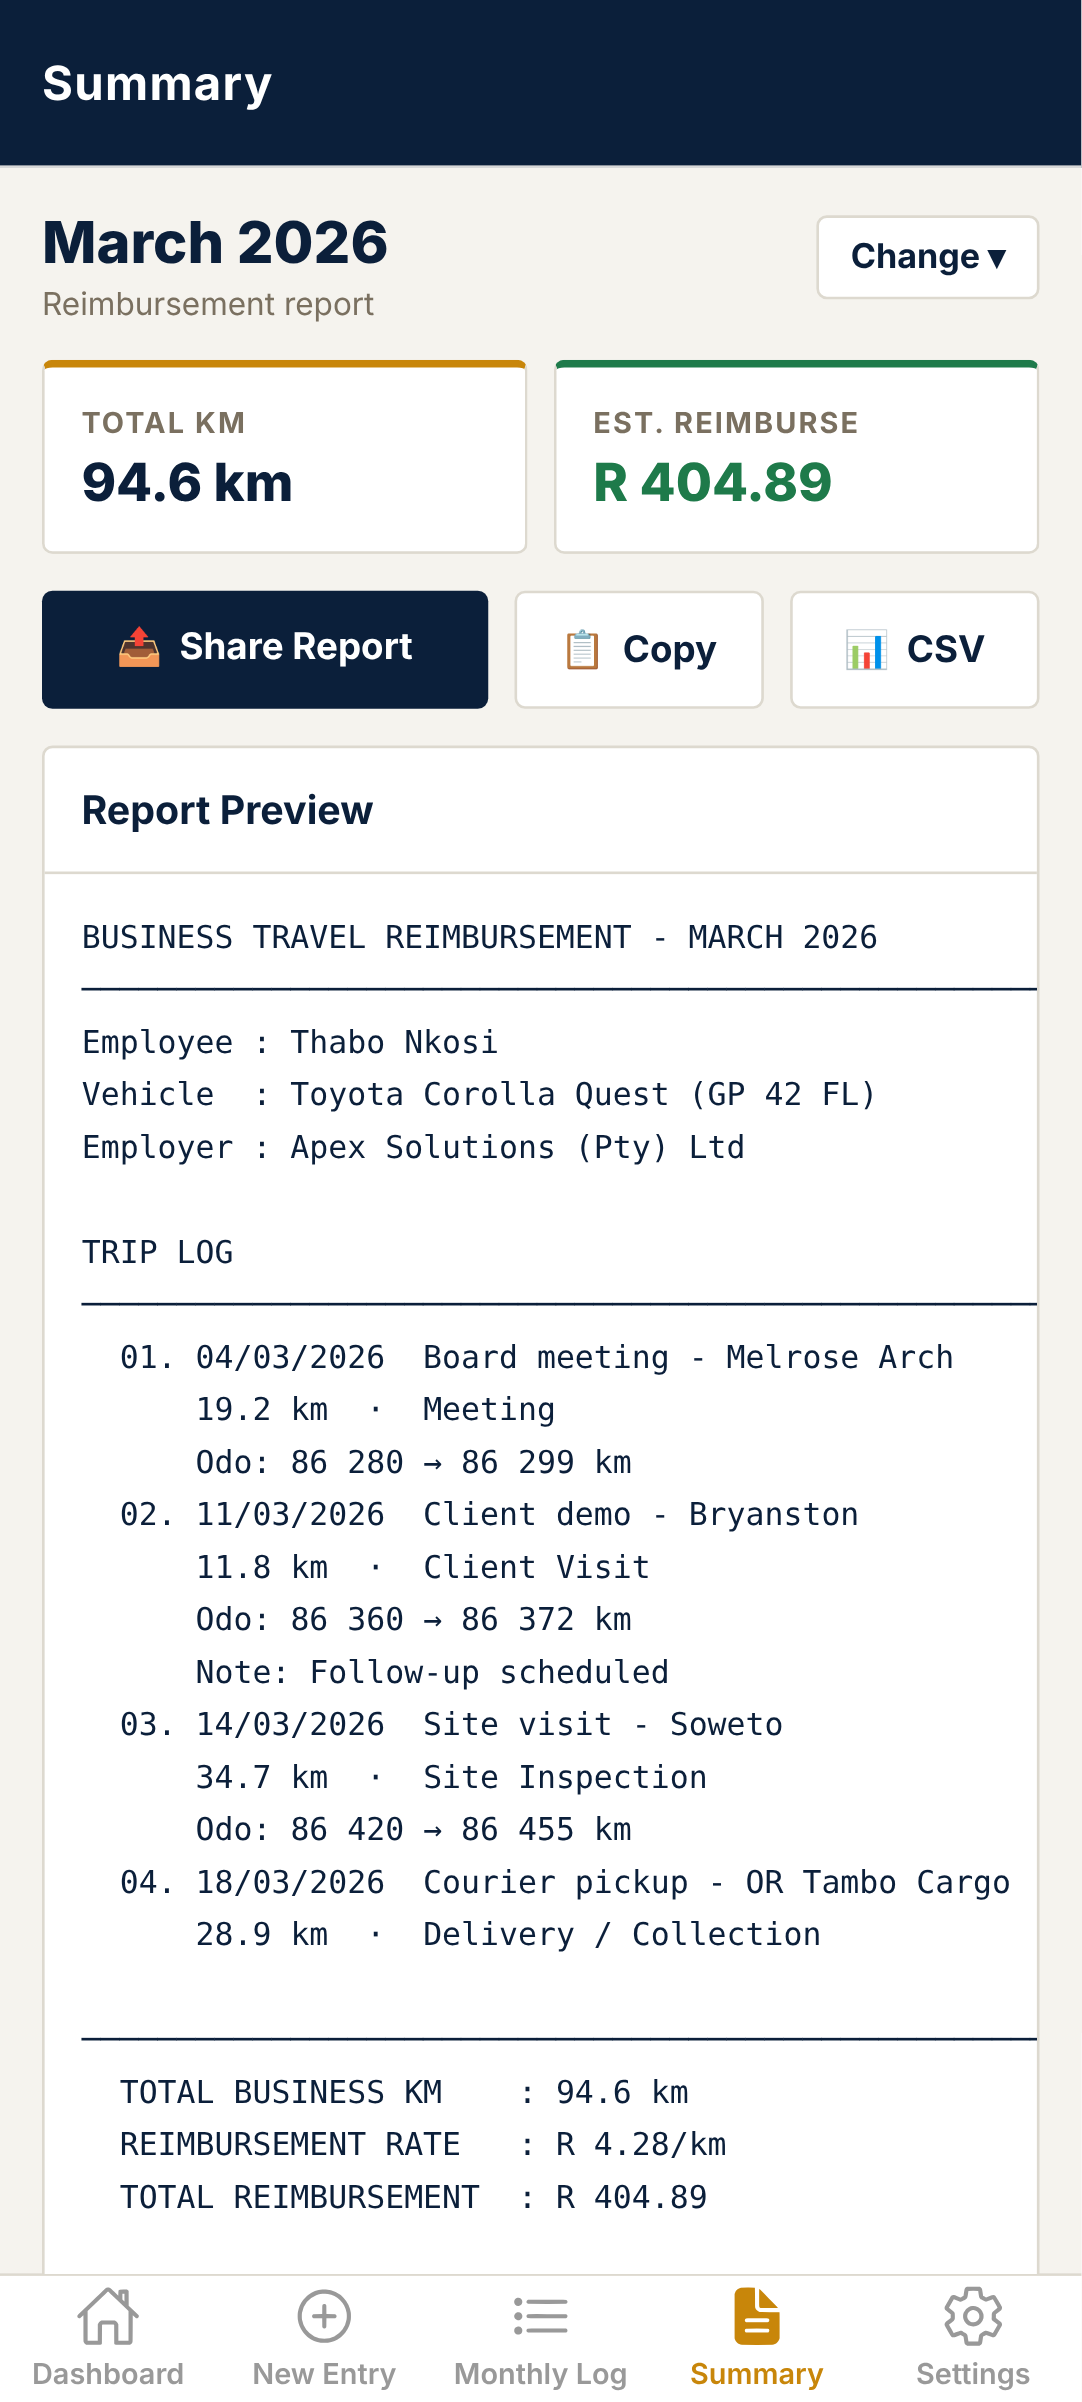 Summary
March 2026
Change ▼
Reimbursement report
TOTAL KM
94.6 km
EST. REIMBURSE
R 404.89
Share Report
Copy
CSV
Report Preview
BUSINESS TRAVEL REIMBURSEMENT - MARCH 2026
Employee : Thabo Nkosi
Vehicle  : Toyota Corolla Quest (GP 42 FL)
Employer : Apex Solutions (Pty) Ltd
TRIP LOG
01. 04/03/2026  Board meeting - Melrose Arch
19.2 km  ·  Meeting
Odo: 86 280 → 86 299 km
02. 11/03/2026  Client demo - Bryanston
11.8 km  ·  Client Visit
Odo: 86 360 → 86 372 km
Note: Follow-up scheduled
03. 14/03/2026  Site visit - Soweto
34.7 km  ·  Site Inspection
Odo: 86 420 → 86 455 km
04. 18/03/2026  Courier pickup - OR Tambo Cargo
28.9 km  ·  Delivery / Collection
TOTAL BUSINESS KM    : 94.6 km
REIMBURSEMENT RATE   : R 4.28/km
TOTAL REIMBURSEMENT  : R 404.89
Dashboard
New Entry
Monthly Log
Summary
Settings